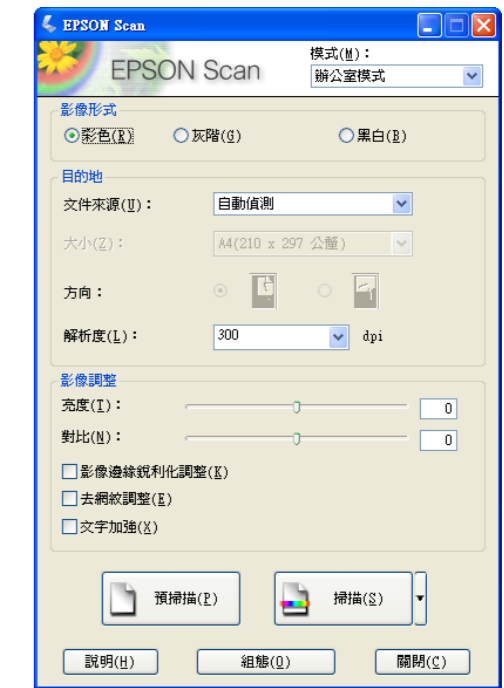 EPSON Scan
EPSON Scan
模式(M)：
辦公室模式
影像形式
彩色(R) 灰階(G) 黑白(B)
目的地
文件來源(U)： 自動偵測
大小(Z)： A4(210 x 297 公釐)
方向：
解析度(L)： 300 dpi
影像調整
亮度(I)： 0
對比(N)： 0
影像邊緣銳利化調整(K)
去網紋調整(E)
文字加強(X)
預掃描(P) 掃描(S)
說明(H) 組態(O) 關閉(C)